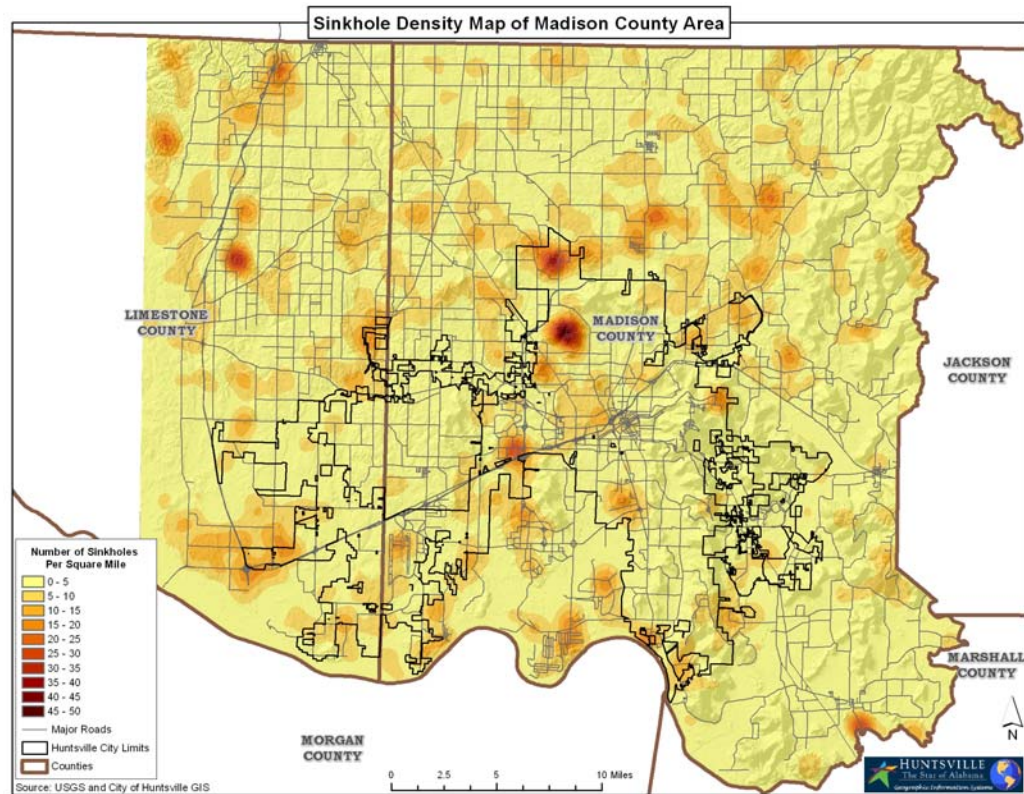 Sinkhole Density Map of Madison County Area
LIMESTONE
COUNTY
MADISON
COUNTY
JACKSON
COUNTY
MARSHALL
COUNTY
MORGAN
COUNTY
Number of Sinkholes
Per Square Mile
0 - 5
5 - 10
10 - 15
15 - 20
20 - 25
25 - 30
30 - 35
35 - 40
40 - 45
45 - 50
Major Roads
Huntsville City Limits
Counties
Source: USGS and City of Huntsville GIS
0 2.5 5 10 Miles
N
HUNTSVILLE
The Star of Alabama
Geographic Information Systems